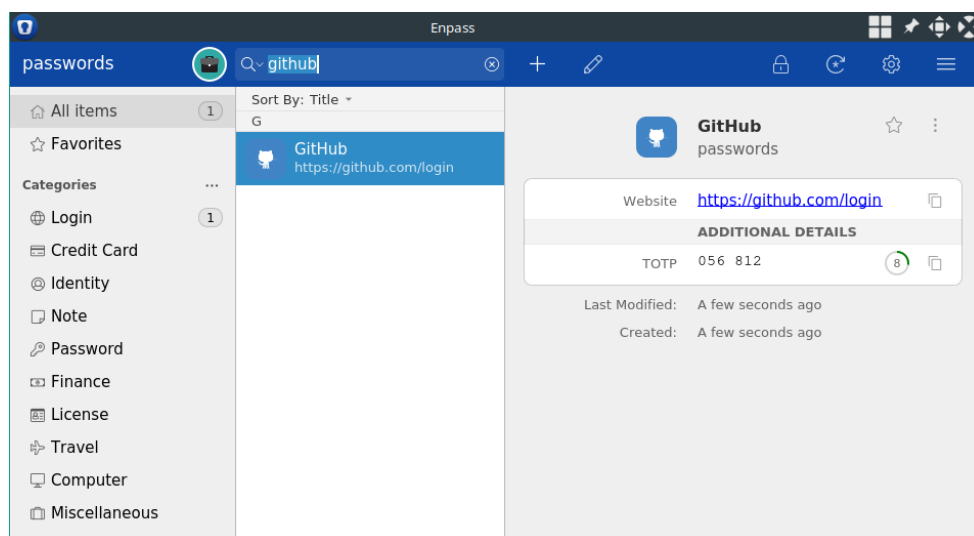 Enpass
passwords
github
All items 1
Favorites
Categories ...
Login 1
Credit Card
Identity
Note
Password
Finance
License
Travel
Computer
Miscellaneous
Sort By: Title
G
GitHub
https://github.com/login
GitHub
passwords
Website https://github.com/login
ADDITIONAL DETAILS
TOTP 056 812 8
Last Modified: A few seconds ago
Created: A few seconds ago